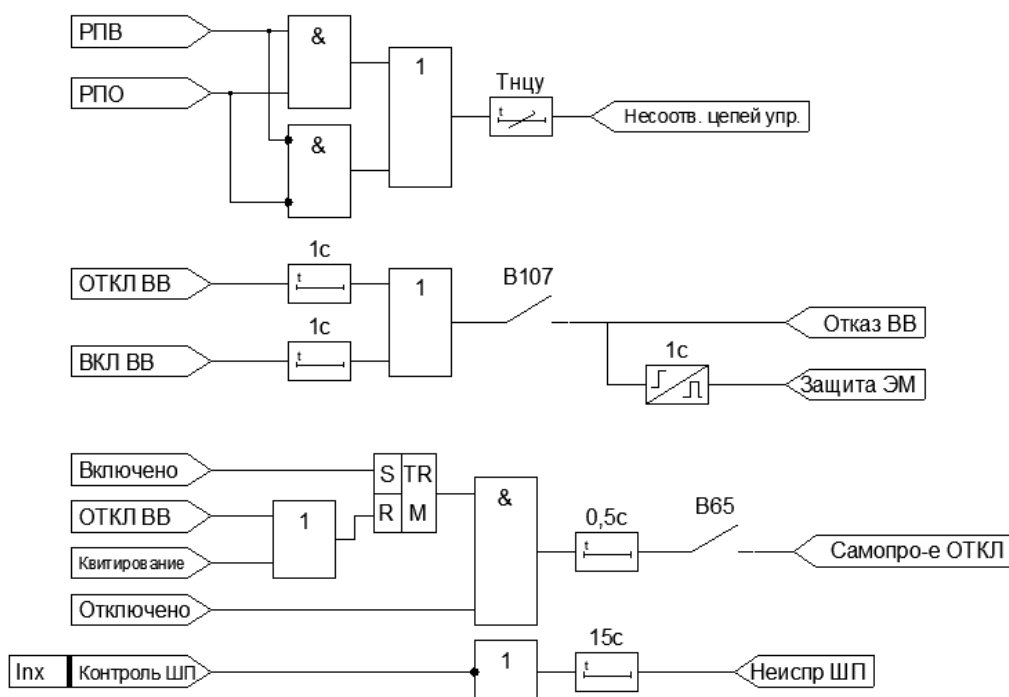 РПВ
&
1
Тнцу
t
РПО
Несоотв. цепей упр.
&
1с
ОТКЛ ВВ
t
1
В107
Отказ ВВ
1с
ВКЛ ВВ
t
1с
Защита ЭМ
Включено
S TR
&
ОТКЛ ВВ
1
R M
0,5с
В65
t
Самопро-е ОТКЛ
Квитирование
Отключено
15с
Inx Контроль ШП
1
t
Неиспр ШП